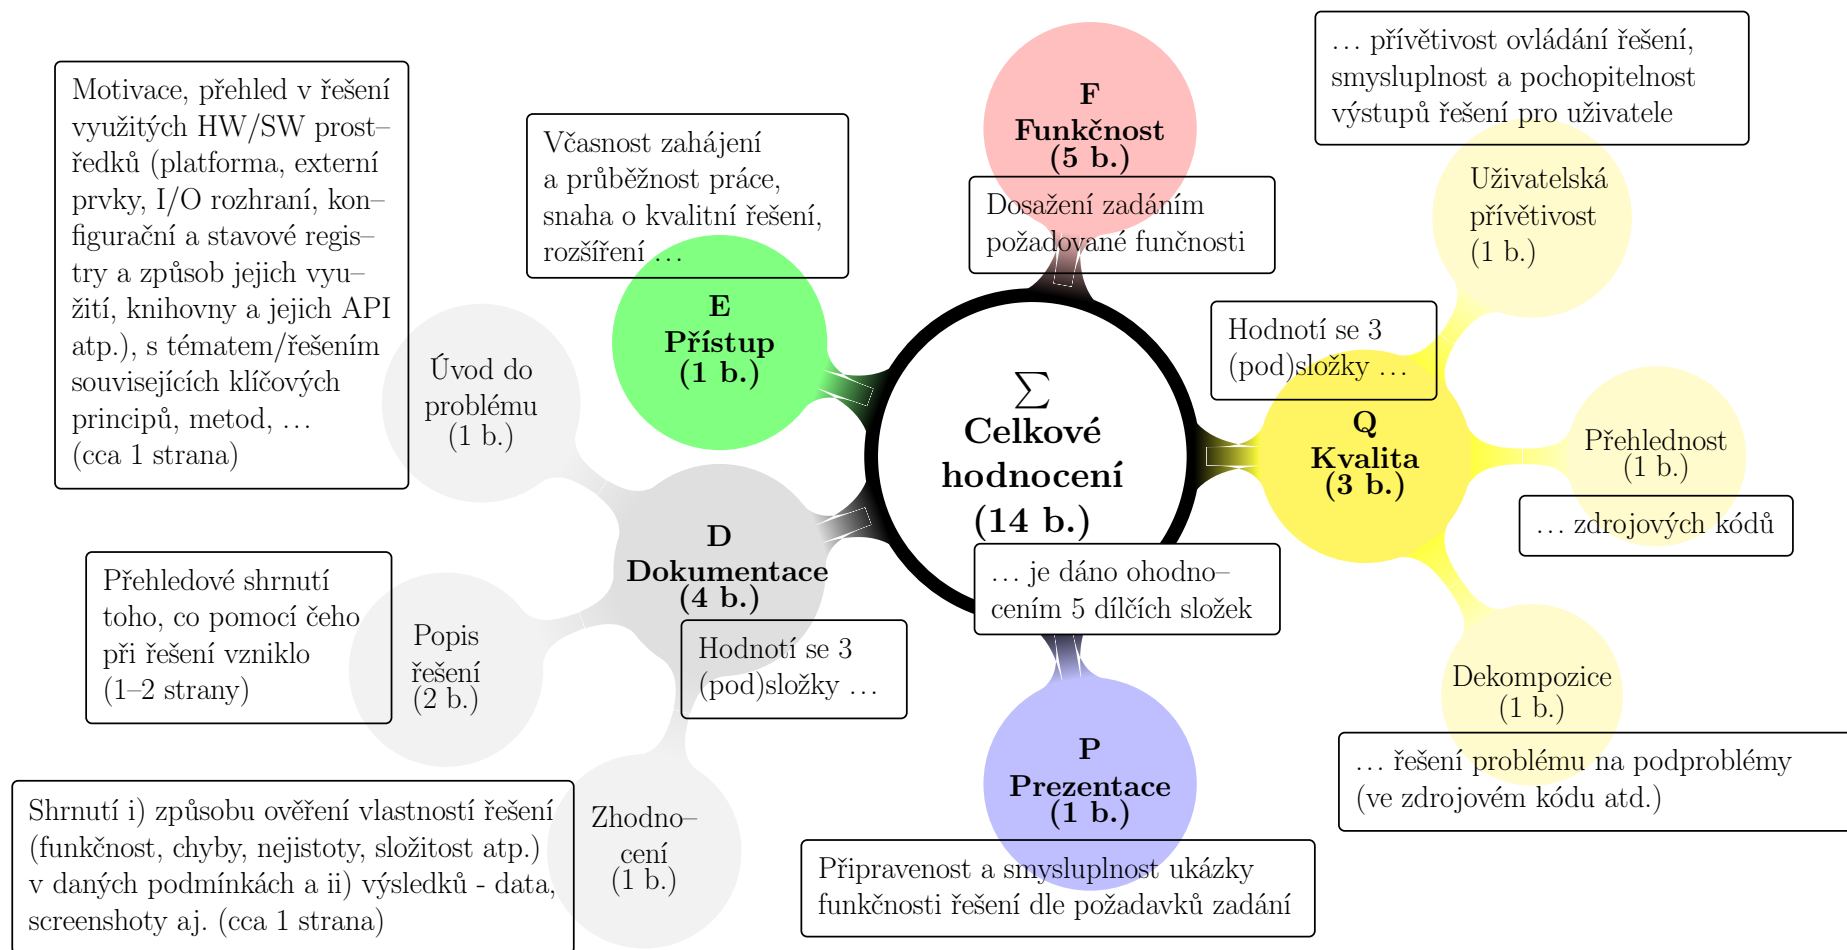 Motivace, přehled v řešení
využitých HW/SW prost–
ředků (platforma, externí
prvky, I/O rozhraní, kon–
figurační a stavové regis–
try a způsob jejich vyu–
žití, knihovny a jejich API
atp.), s tématem/řešením
souvisejících klíčových
principů, metod, …
(cca 1 strana)
Úvod do
problému
(1 b.)
Včasnost zahájení
a průběžnost práce,
snaha o kvalitní řešení,
rozšíření …
E
Přístup
(1 b.)
F
Funkčnost
(5 b.)
Dosažení zadáním
požadované funčnosti
… přívětivost ovládání řešení,
smysluplnost a pochopitelnost
výstupů řešení pro uživatele
Uživatelská
přívětivost
(1 b.)
Hodnotí se 3
(pod)složky …
Q
Kvalita
(3 b.)
Přehlednost
(1 b.)
… zdrojových kódů
∑
Celkové
hodnocení
(14 b.)
… je dáno ohodno–
cením 5 dílčích složek
D
Dokumentace
(4 b.)
Hodnotí se 3
(pod)složky …
Přehledové shrnutí
toho, co pomocí čeho
při řešení vzniklo
(1–2 strany)
Popis
řešení
(2 b.)
Dekompozice
(1 b.)
… řešení problému na podproblémy
(ve zdrojovém kódu atd.)
P
Prezentace
(1 b.)
Připravenost a smysluplnost ukázky
funkčnosti řešení dle požadavků zadání
Shrnutí i) způsobu ověření vlastností řešení
(funkčnost, chyby, nejistoty, složitost atp.)
v daných podmínkách a ii) výsledků - data,
screenshoty aj. (cca 1 strana)
Zhodno–
cení
(1 b.)